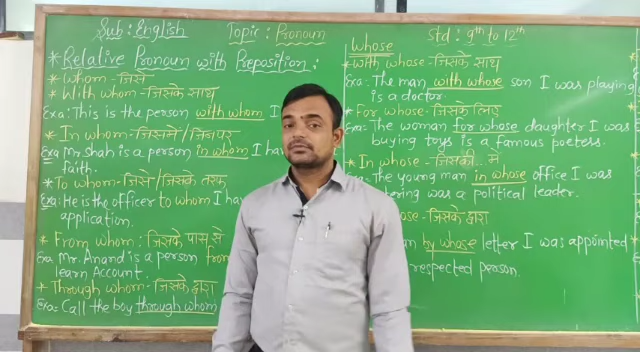 Sub: English Topic: Pronoun Std: 9th to 12th
* Relative Pronoun with Preposition:
* Whom - जिसे
* With whom - जिसके साथ
Exa: This is the person with whom I
* In whom - जिसमें / जिनपर
Exa Mr Shah is a person in whom I ha
faith.
* To whom - जिसे / जिसके तरफ
Exa: He is the officer to whom I ha
application.
* From whom: जिसके पास से
Exa Mr. Anand is a person from
learn Account.
+ Through whom - जिसके द्वारा
Exa: Call the boy through whom
Whose
* With whose - जिसके साथ
Exa: The man with whose son I was playing
is a doctor.
* For whose - जिसके लिए
Exa: The woman for whose daughter I was
buying toys is a famous poetess.
* In whose - जिसकी ... में
Exa: The young man in whose office I was
tering was a political leader.
ose - जिसके द्वारा
an by whose letter I was appointed
respected person.